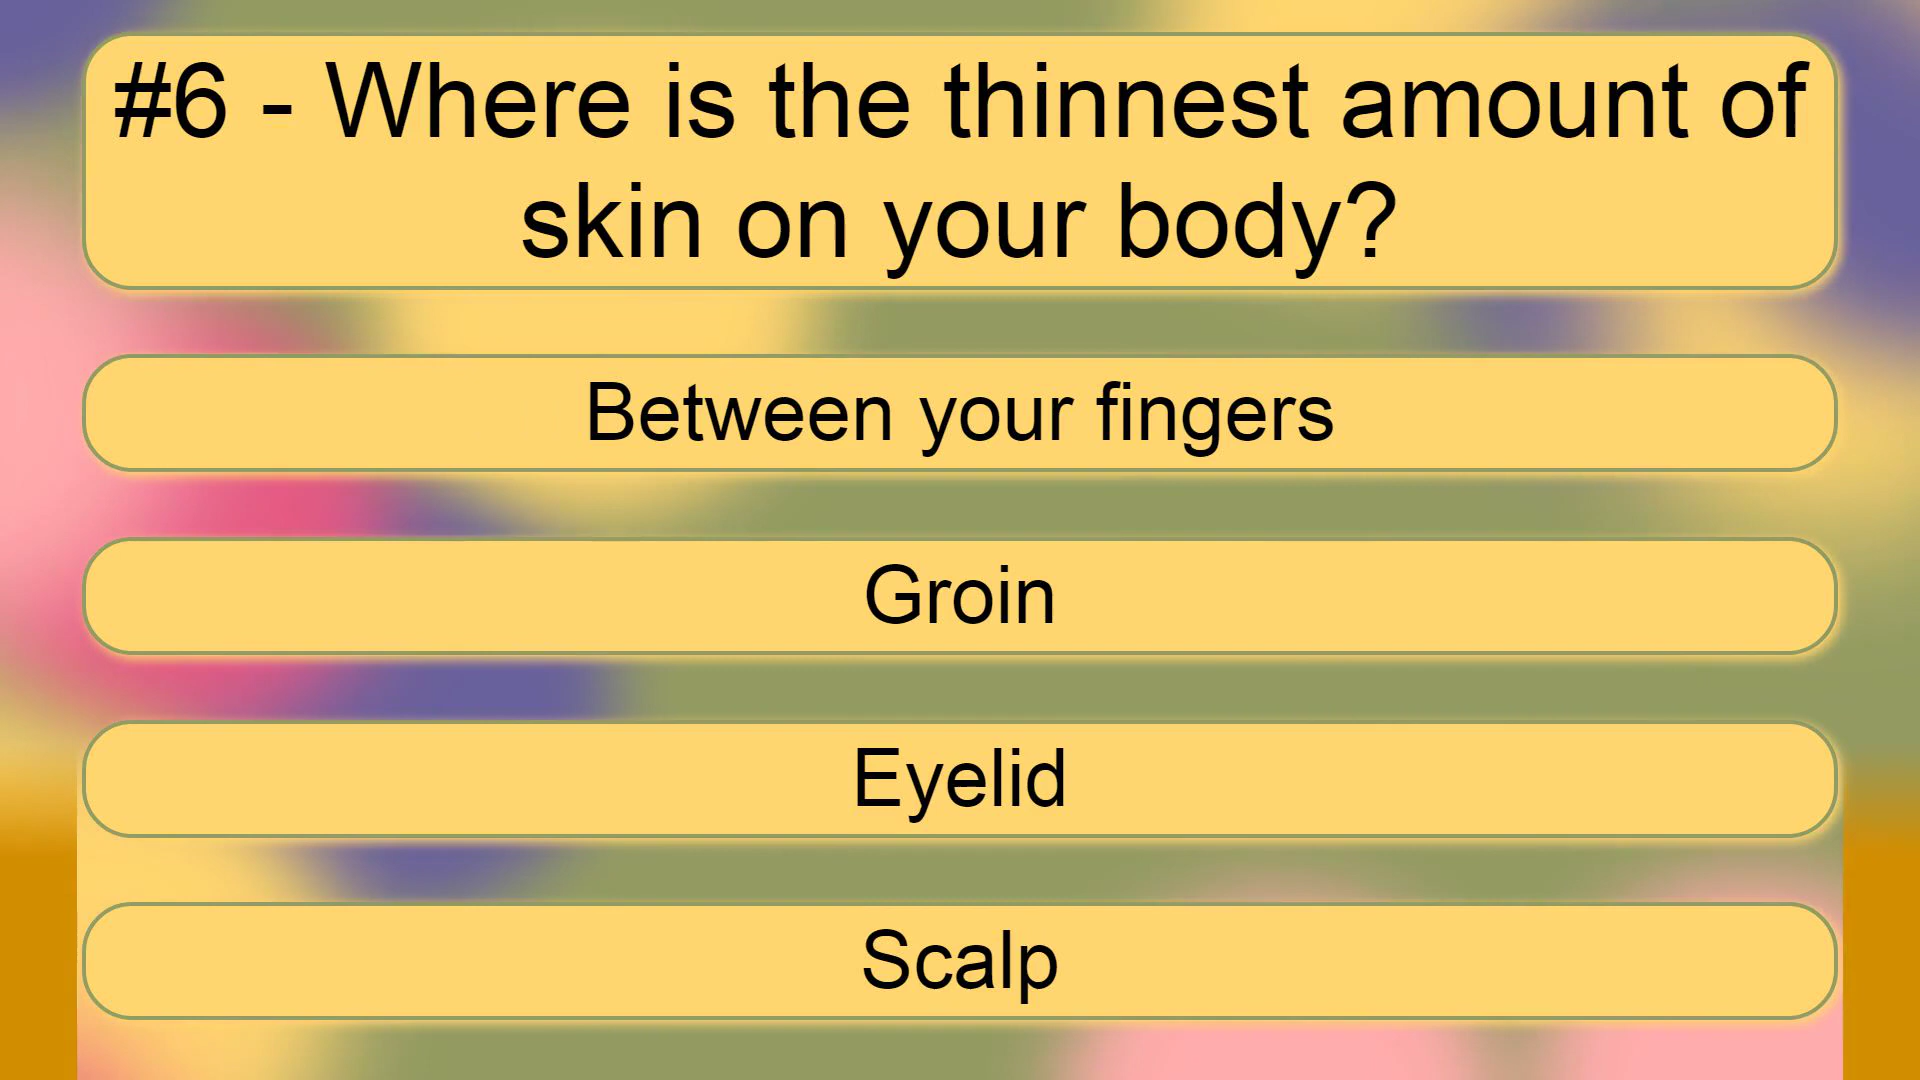 #6 - Where is the thinnest amount of
skin on your body?
Between your fingers
Groin
Eyelid
Scalp